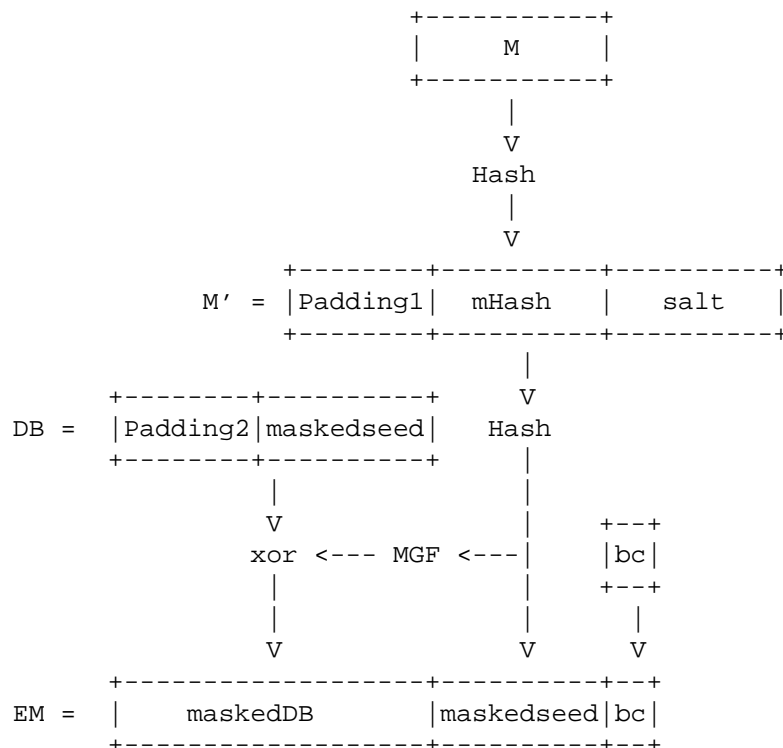 +-----------+
|     M     |
+-----------+
|
V
Hash
|
V
+--------+----------+----------+
M' = |Padding1|  mHash   |   salt   |
+--------+----------+----------+
|
+--------+----------+     V
DB =  |Padding2|maskedseed|   Hash
+--------+----------+     |
|               |
V               |    +--+
xor <--- MGF <---|    |bc|
|               |    +--+
|               |      |
V               V      V
+-------------------+----------+--+
EM =  |    maskedDB       |maskedseed|bc|
+-------------------+----------+--+